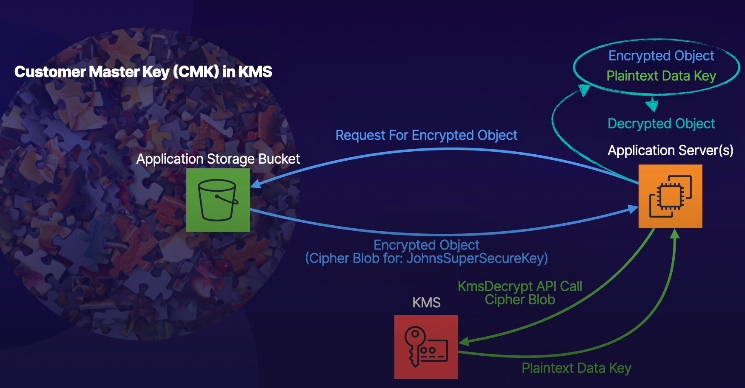 Customer Master Key (CMK) in KMS
Encrypted Object
Plaintext Data Key
Decrypted Object
Request For Encrypted Object
Application Server(s)
Application Storage Bucket
Encrypted Object
(Cipher Blob for: JohnsSuperSecureKey)
KmsDecrypt API Call
Cipher Blob
KMS
Plaintext Data Key